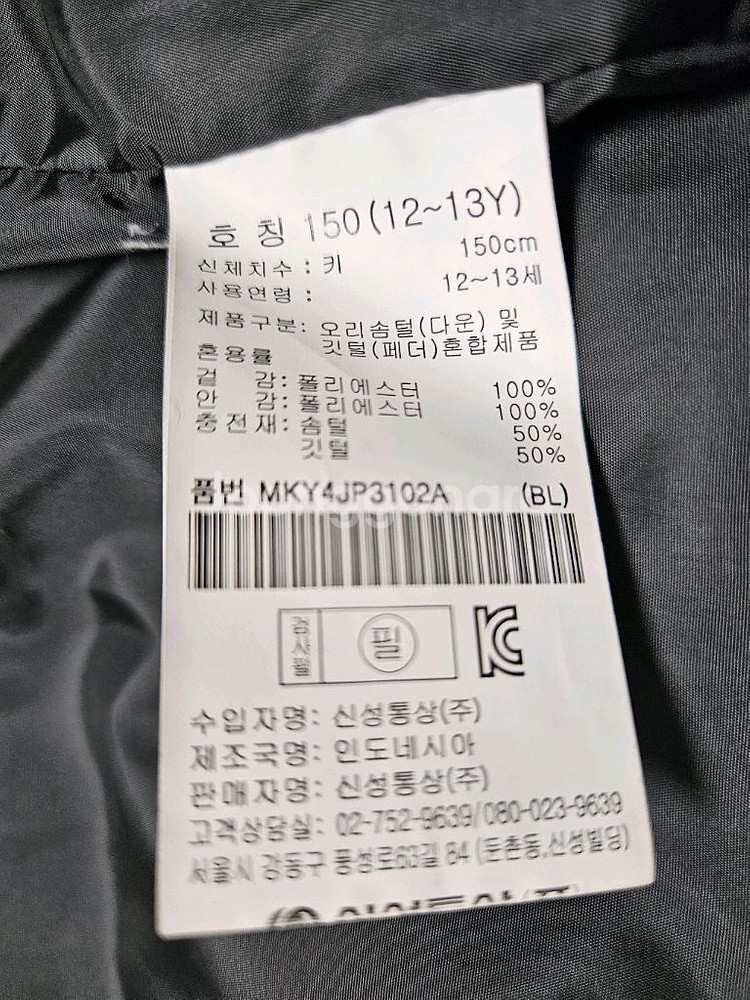 호 칭 150(12~13Y)
신체치수 : 키 150cm
사용연령 : 12~13세
제품구분: 오리솜털(다운) 및
깃털(페더)혼합제품
혼용률
겉 감: 폴리에스터 100%
안 감: 폴리에스터 100%
충전재: 솜털 50%
깃털 50%
품번 MKY4JP3102A (BL)
검사필 필
수입자명: 신성통상(주)
제조국명: 인도네시아
판매자명: 신성통상(주)
고객상담실: 02-752-9639/080-023-9639
서울시 강동구 풍성로63길 84 (둔촌동,신성빌딩)